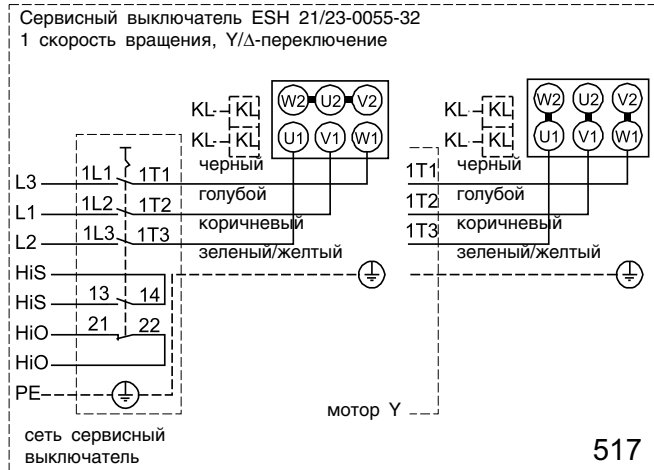 Сервисный выключатель ESH 21/23-0055-32
1 скорость вращения, Y/Δ-переключение
W2 U2 V2
KL KL
U1 V1 W1
KL KL
W2 U2 V2
KL KL
U1 V1 W1
KL KL
черный
L3 1L1 1T1
голубой
L1 1L2 1T2
коричневый
L2 1L3 1T3
зеленый/желтый
черный
1T1
голубой
1T2
коричневый
1T3
зеленый/желтый
HiS
HiS 13 14
HiO 21 22
HiO
PE
мотор Y
сеть сервисный
выключатель
517